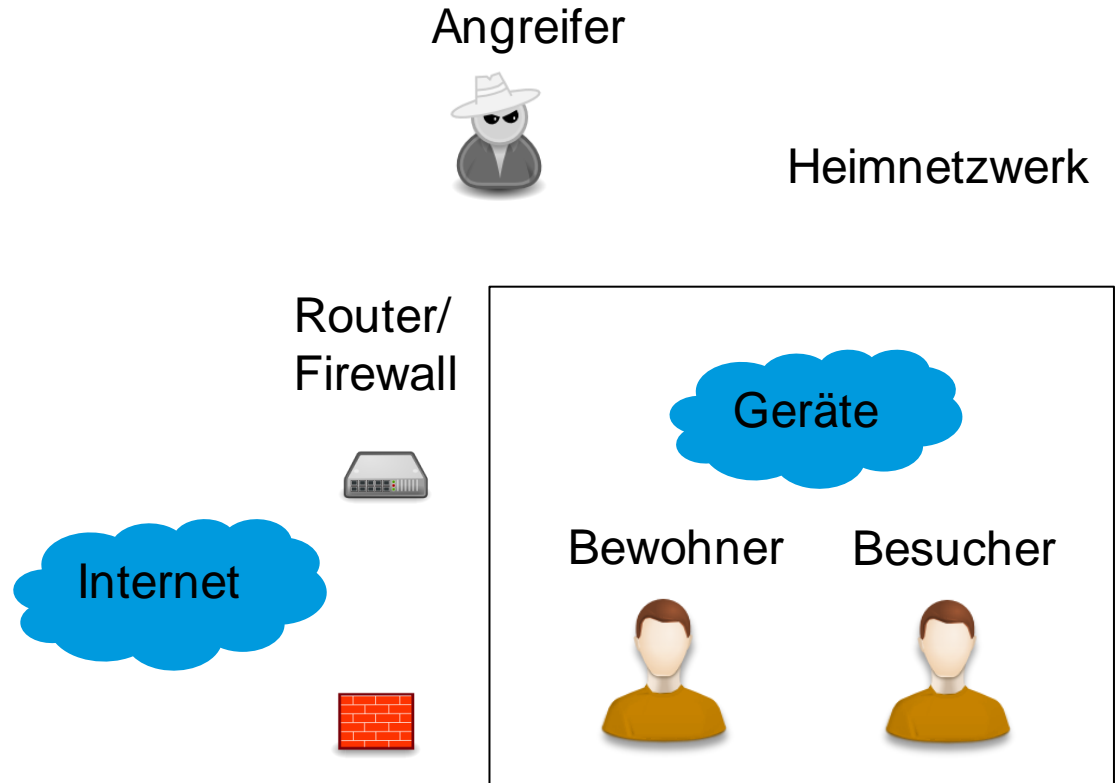 Angreifer
Heimnetzwerk
Router/
Firewall
Geräte
Bewohner
Besucher
Internet